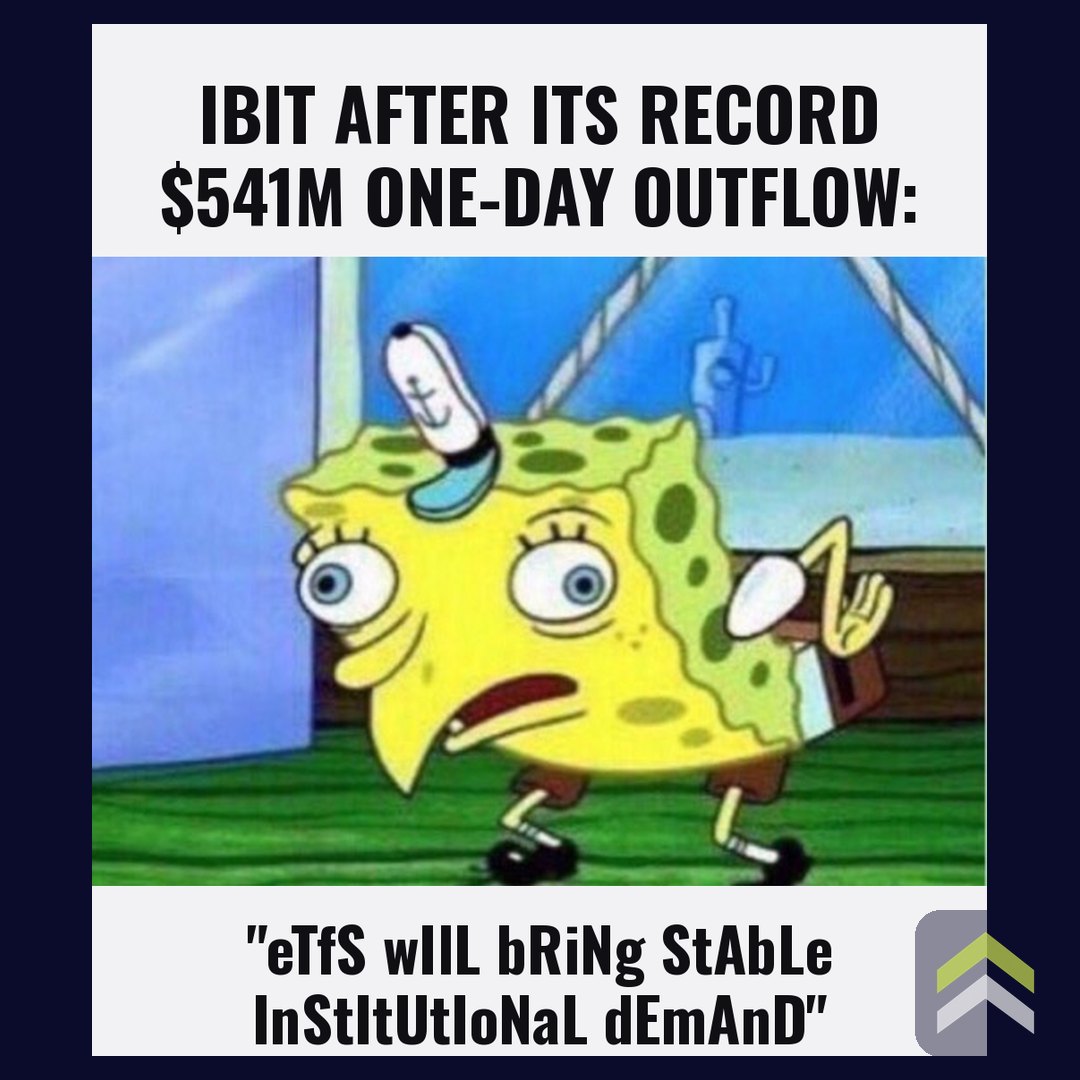 IBIT AFTER ITS RECORD
$541M ONE-DAY OUTFLOW:
"eTfS wIlL bRiNg StAbLe
InStItUtIoNaL dEmAnD"